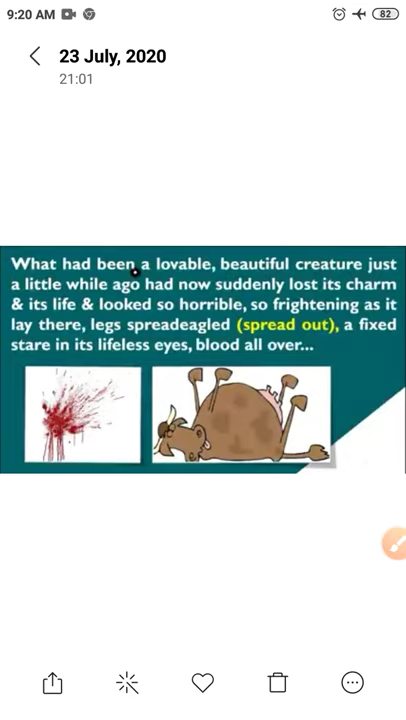 9:20 AM 82
23 July, 2020
21:01
What had been a lovable, beautiful creature just
a little while ago had now suddenly lost its charm
& its life & looked so horrible, so frightening as it
lay there, legs spreadeagled (spread out), a fixed
stare in its lifeless eyes, blood all over...